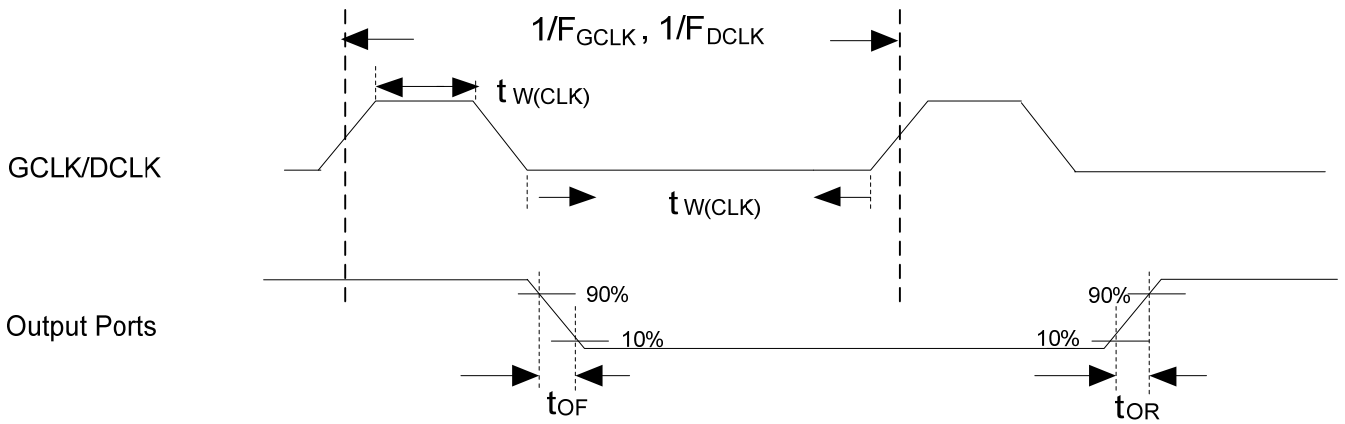 1/FGCLK , 1/FDCLK
t W(CLK)
GCLK/DCLK
t W(CLK)
90%
90%
Output Ports
10%
10%
tOF
tOR